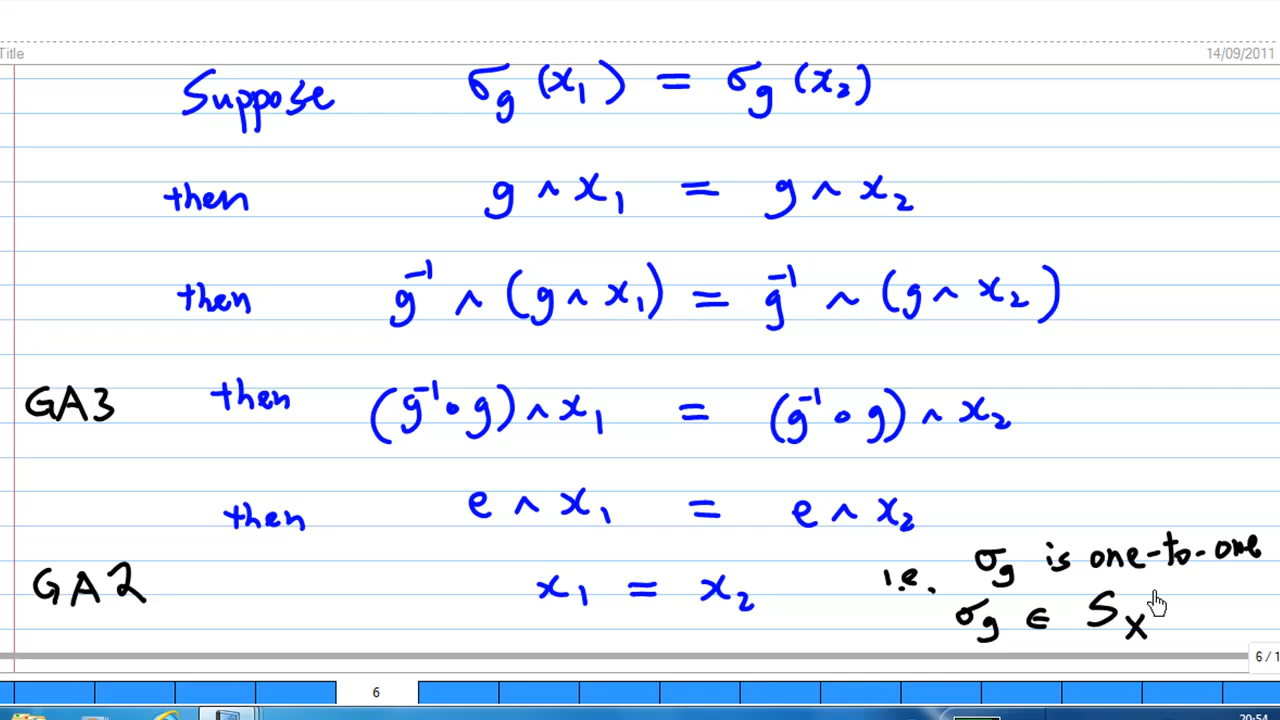 Title 14/09/2011
Suppose σg (x₁) = σg (x₂)
then g ∧ x₁ = g ∧ x₂
then g⁻¹ ∧ (g ∧ x₁) = g⁻¹ ∧ (g ∧ x₂)
GA3 then (g⁻¹ ∘ g) ∧ x₁ = (g⁻¹ ∘ g) ∧ x₂
then e ∧ x₁ = e ∧ x₂
GA2 x₁ = x₂ i.e. σg is one-to-one
σg ∈ Sₓ
6 / 1
6
20:54